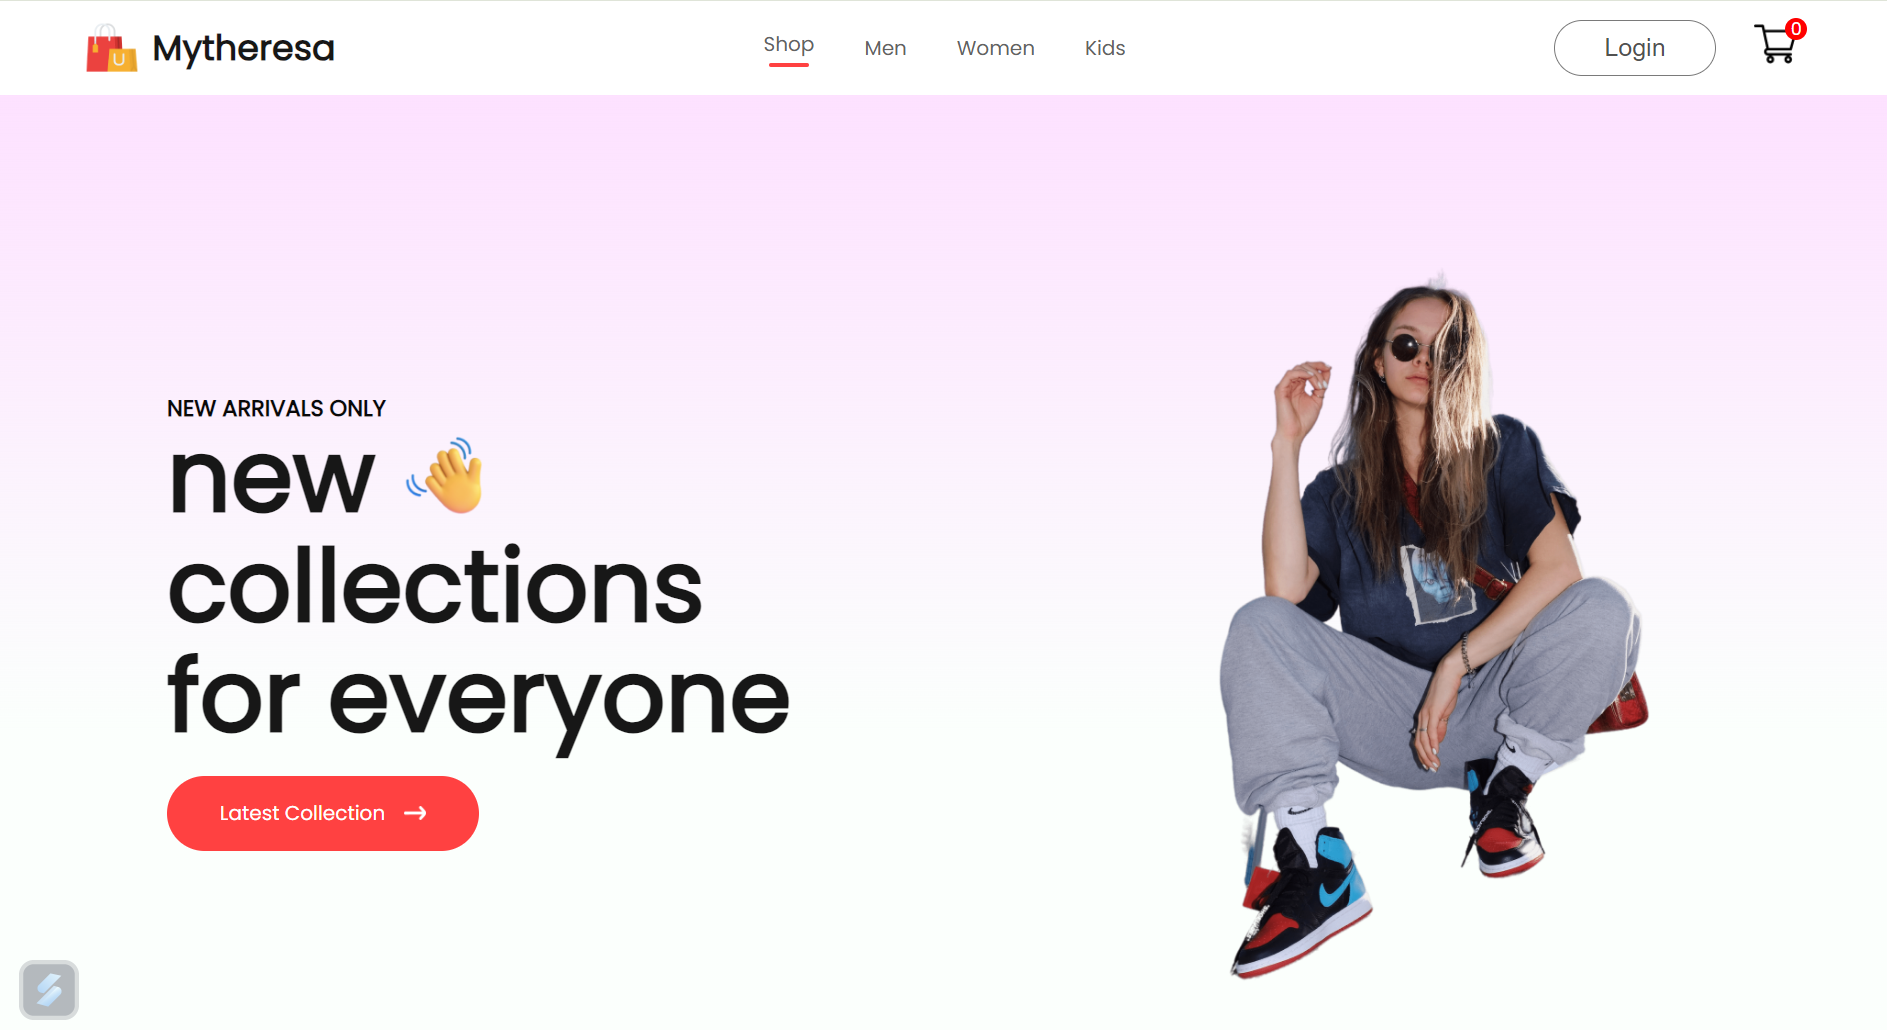 Mytheresa
Shop
Men
Women
Kids
Login
0
NEW ARRIVALS ONLY
new
collections
for everyone
Latest Collection